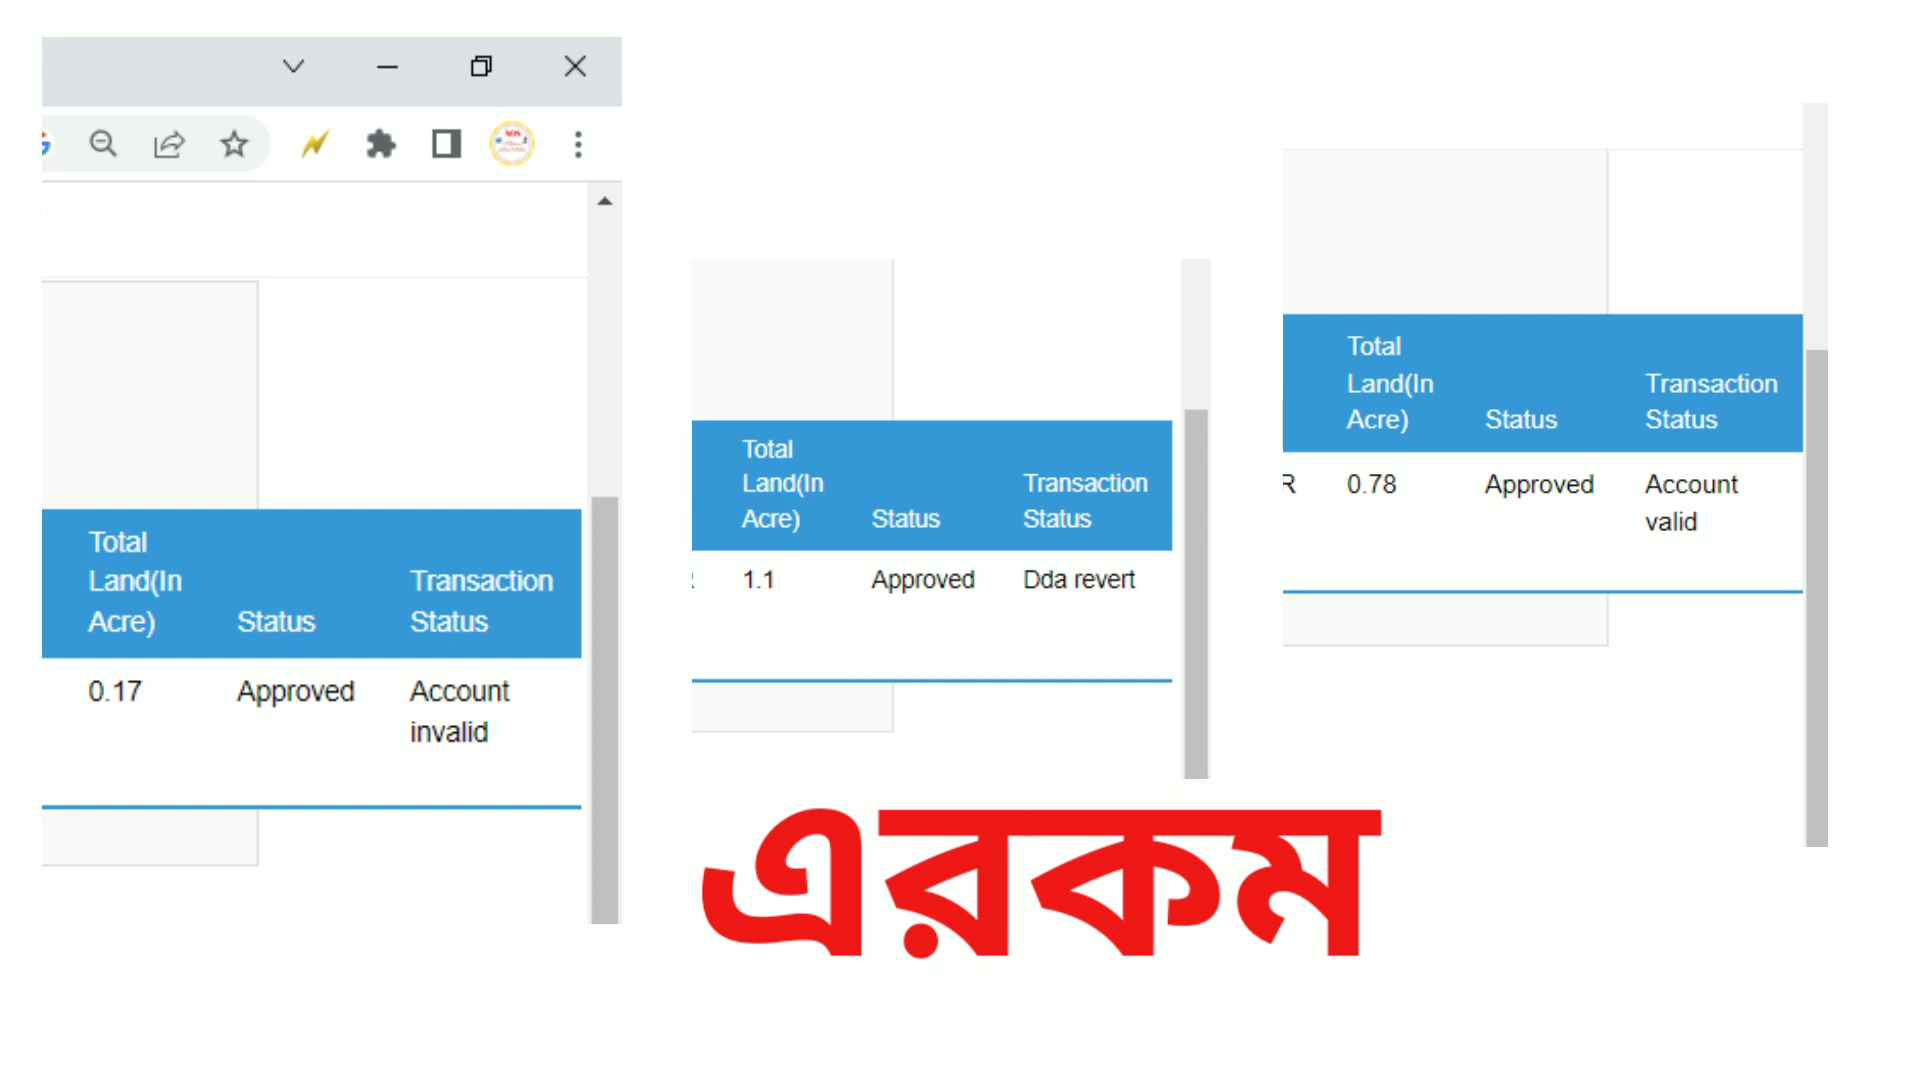 Total
Land(In
Acre)
Status
Transaction
Status
0.17
Approved
Account
invalid
Total
Land(In
Acre)
Status
Transaction
Status
1.1
Approved
Dda revert
Total
Land(In
Acre)
Status
Transaction
Status
R
0.78
Approved
Account
valid
এরকম